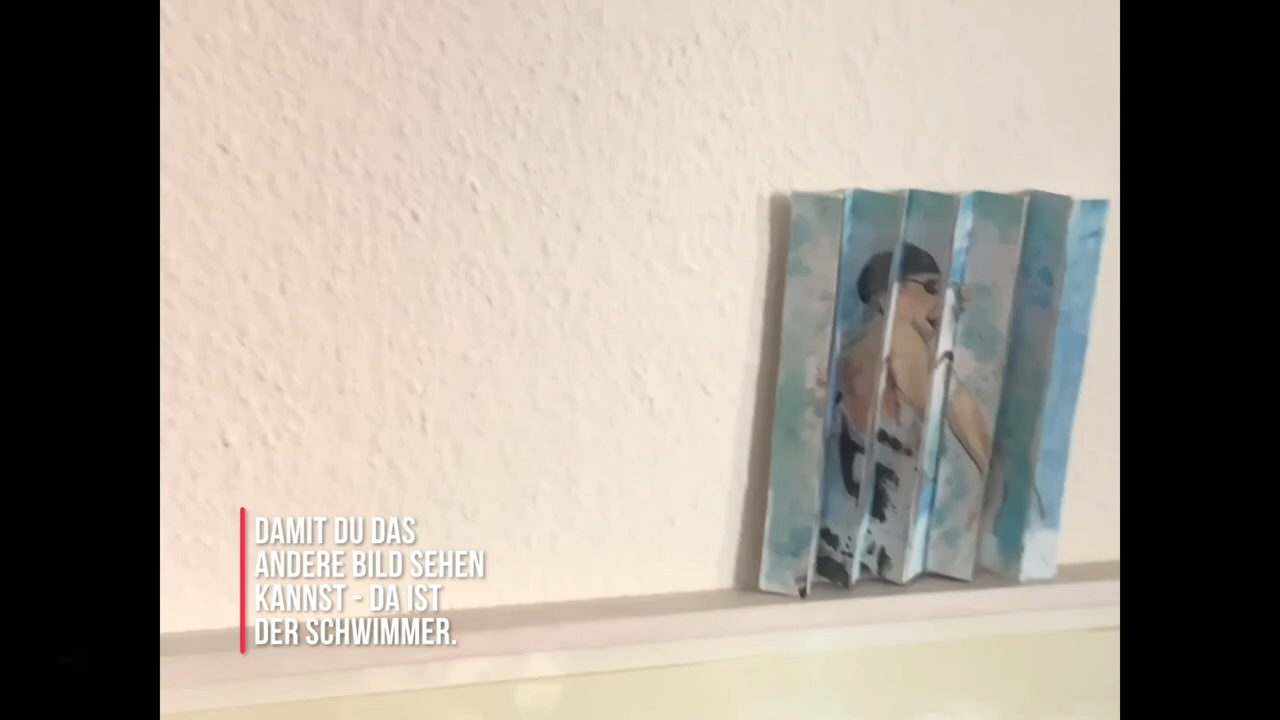 DAMIT DU DAS
ANDERE BILD SEHEN
KANNST - DA IST
DER SCHWIMMER.